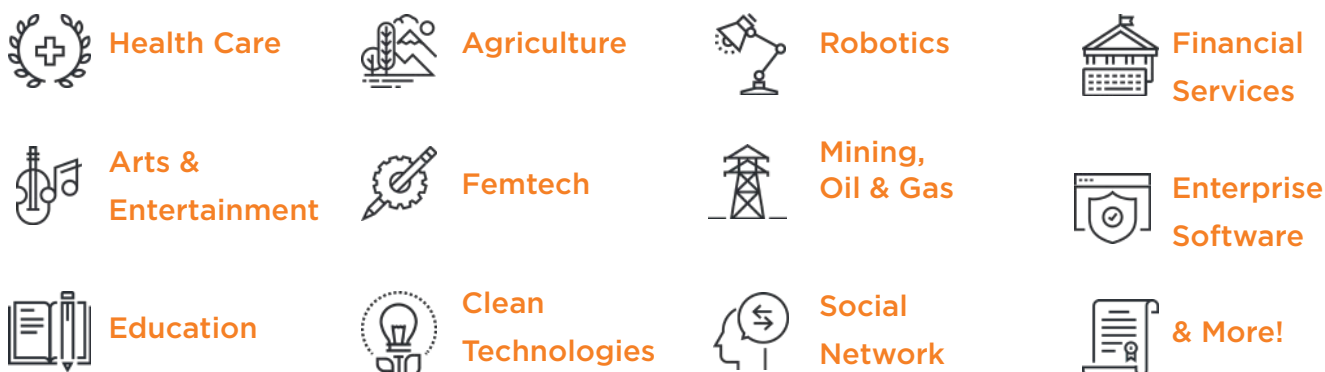 Health Care
Agriculture
Robotics
Financial
Services
Arts &
Entertainment
Femtech
Mining,
Oil & Gas
Enterprise
Software
Education
Clean
Technologies
Social
Network
& More!